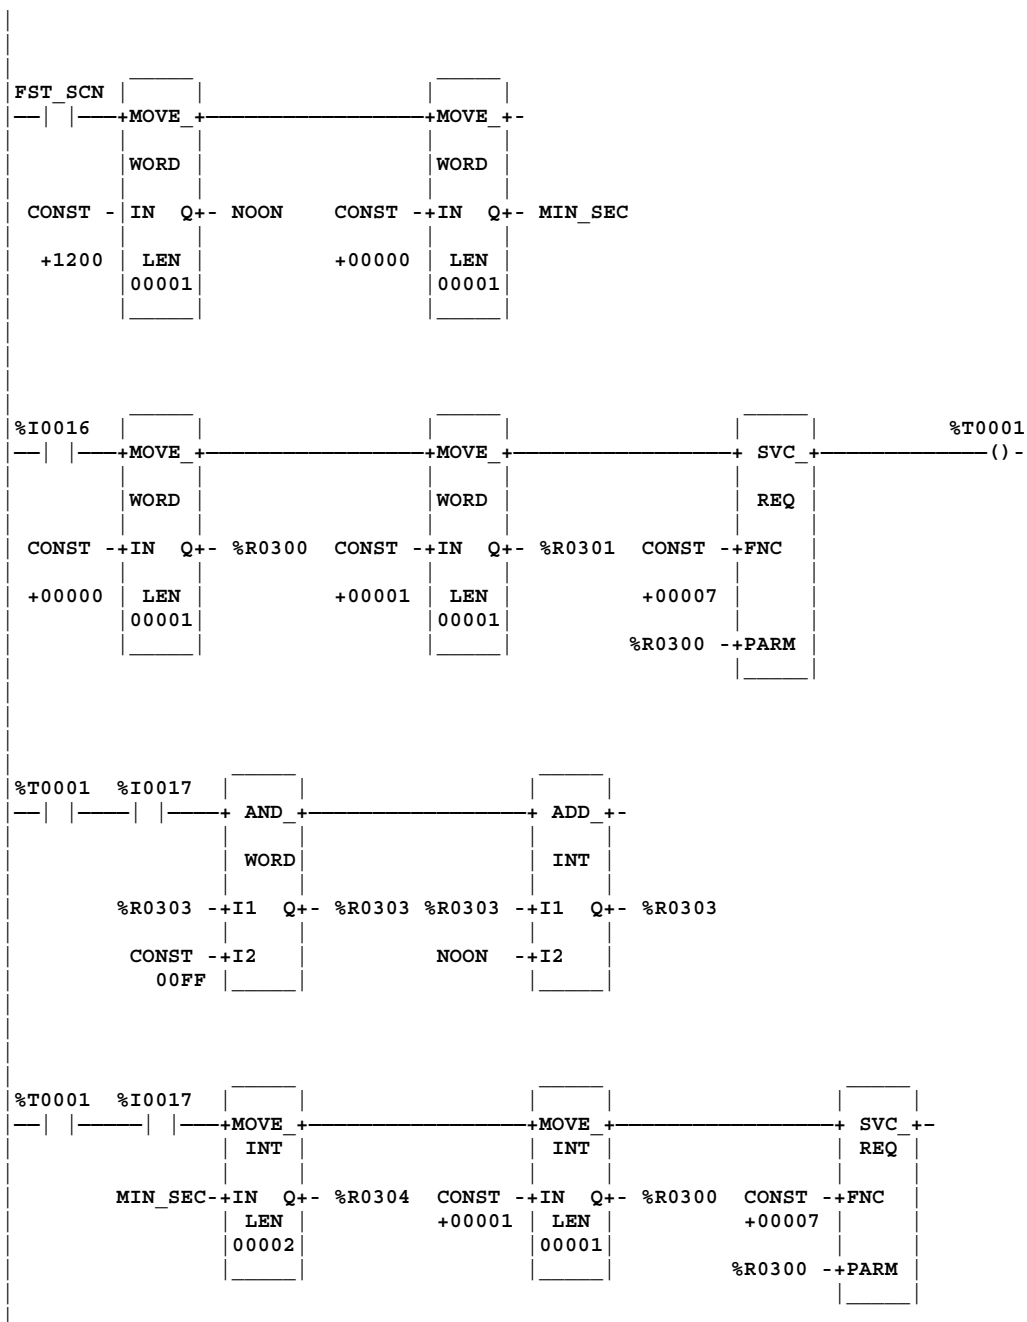 FST_SCN
MOVE_ MOVE_
WORD WORD
CONST IN Q NOON CONST IN Q MIN_SEC
+1200 LEN +00000 LEN
00001 00001
%I0016 %T0001
MOVE_ MOVE_ SVC_ ()
WORD WORD REQ
CONST IN Q %R0300 CONST IN Q %R0301 CONST FNC
+00000 LEN +00001 LEN +00007
00001 00001
%R0300 PARM
%T0001 %I0017
AND_ ADD_
WORD INT
%R0303 I1 Q %R0303 %R0303 I1 Q %R0303
CONST I2 NOON I2
00FF
%T0001 %I0017
MOVE_ MOVE_ SVC_
INT INT REQ
MIN_SEC IN Q %R0304 CONST IN Q %R0300 CONST FNC
LEN +00001 LEN +00007
00002 00001
%R0300 PARM